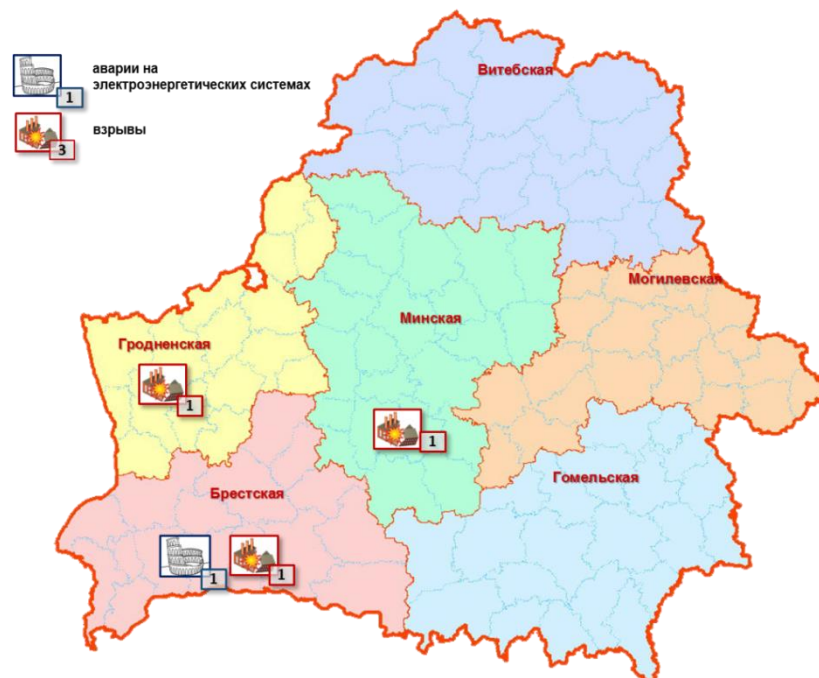 аварии на
электроэнергетических системах
1
взрывы
3
Витебская
Могилевская
Минская
Гродненская
1
1
Брестская
Гомельская
1
1